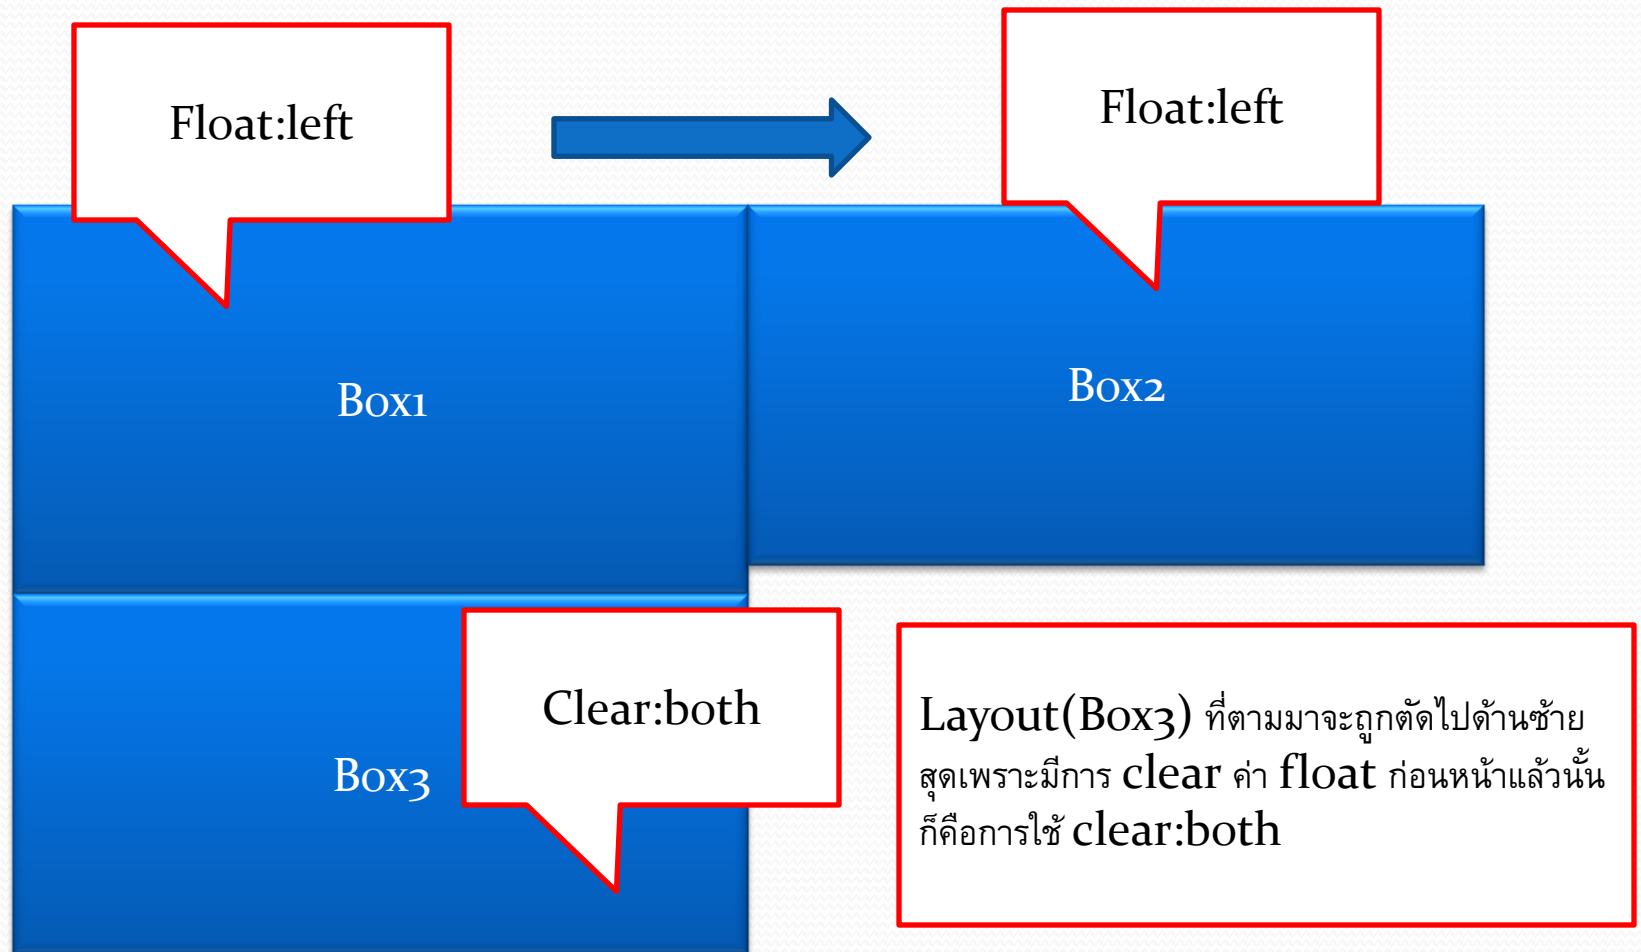 Float:left
Float:left
Box1
Box2
Clear:both
Box3
Layout(Box3) ที่ตามมาจะถูกตัดไปด้านซ้าย
สุดเพราะมีการ clear ค่า float ก่อนหน้าแล้วนั้น
ก็คือการใช้ clear:both